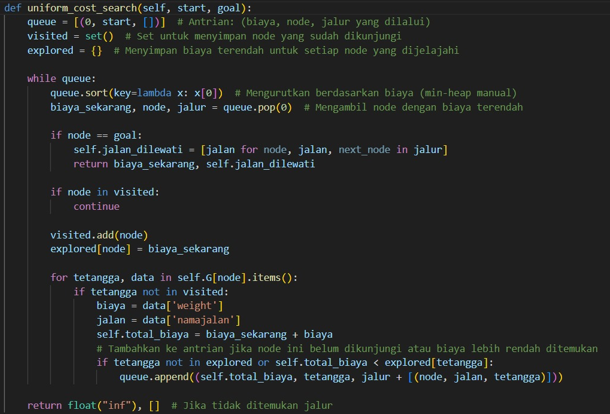 def uniform_cost_search(self, start, goal):
    queue = [(0, start, [])]  # Antrian: (biaya, node, jalur yang dilalui)
    visited = set()  # Set untuk menyimpan node yang sudah dikunjungi
    explored = {}  # Menyimpan biaya terendah untuk setiap node yang dijelajahi

    while queue:
        queue.sort(key=lambda x: x[0])  # Mengurutkan berdasarkan biaya (min-heap manual)
        biaya_sekarang, node, jalur = queue.pop(0)  # Mengambil node dengan biaya terendah

        if node == goal:
            self.jalan_dilewati = [jalan for node, jalan, next_node in jalur]
            return biaya_sekarang, self.jalan_dilewati

        if node in visited:
            continue

        visited.add(node)
        explored[node] = biaya_sekarang

        for tetangga, data in self.G[node].items():
            if tetangga not in visited:
                biaya = data['weight']
                jalan = data['namajalan']
                self.total_biaya = biaya_sekarang + biaya
                # Tambahkan ke antrian jika node ini belum dikunjungi atau biaya lebih rendah ditemukan
                if tetangga not in explored or self.total_biaya < explored[tetangga]:
                    queue.append((self.total_biaya, tetangga, jalur + [(node, jalan, tetangga)]))

    return float("inf"), []  # Jika tidak ditemukan jalur